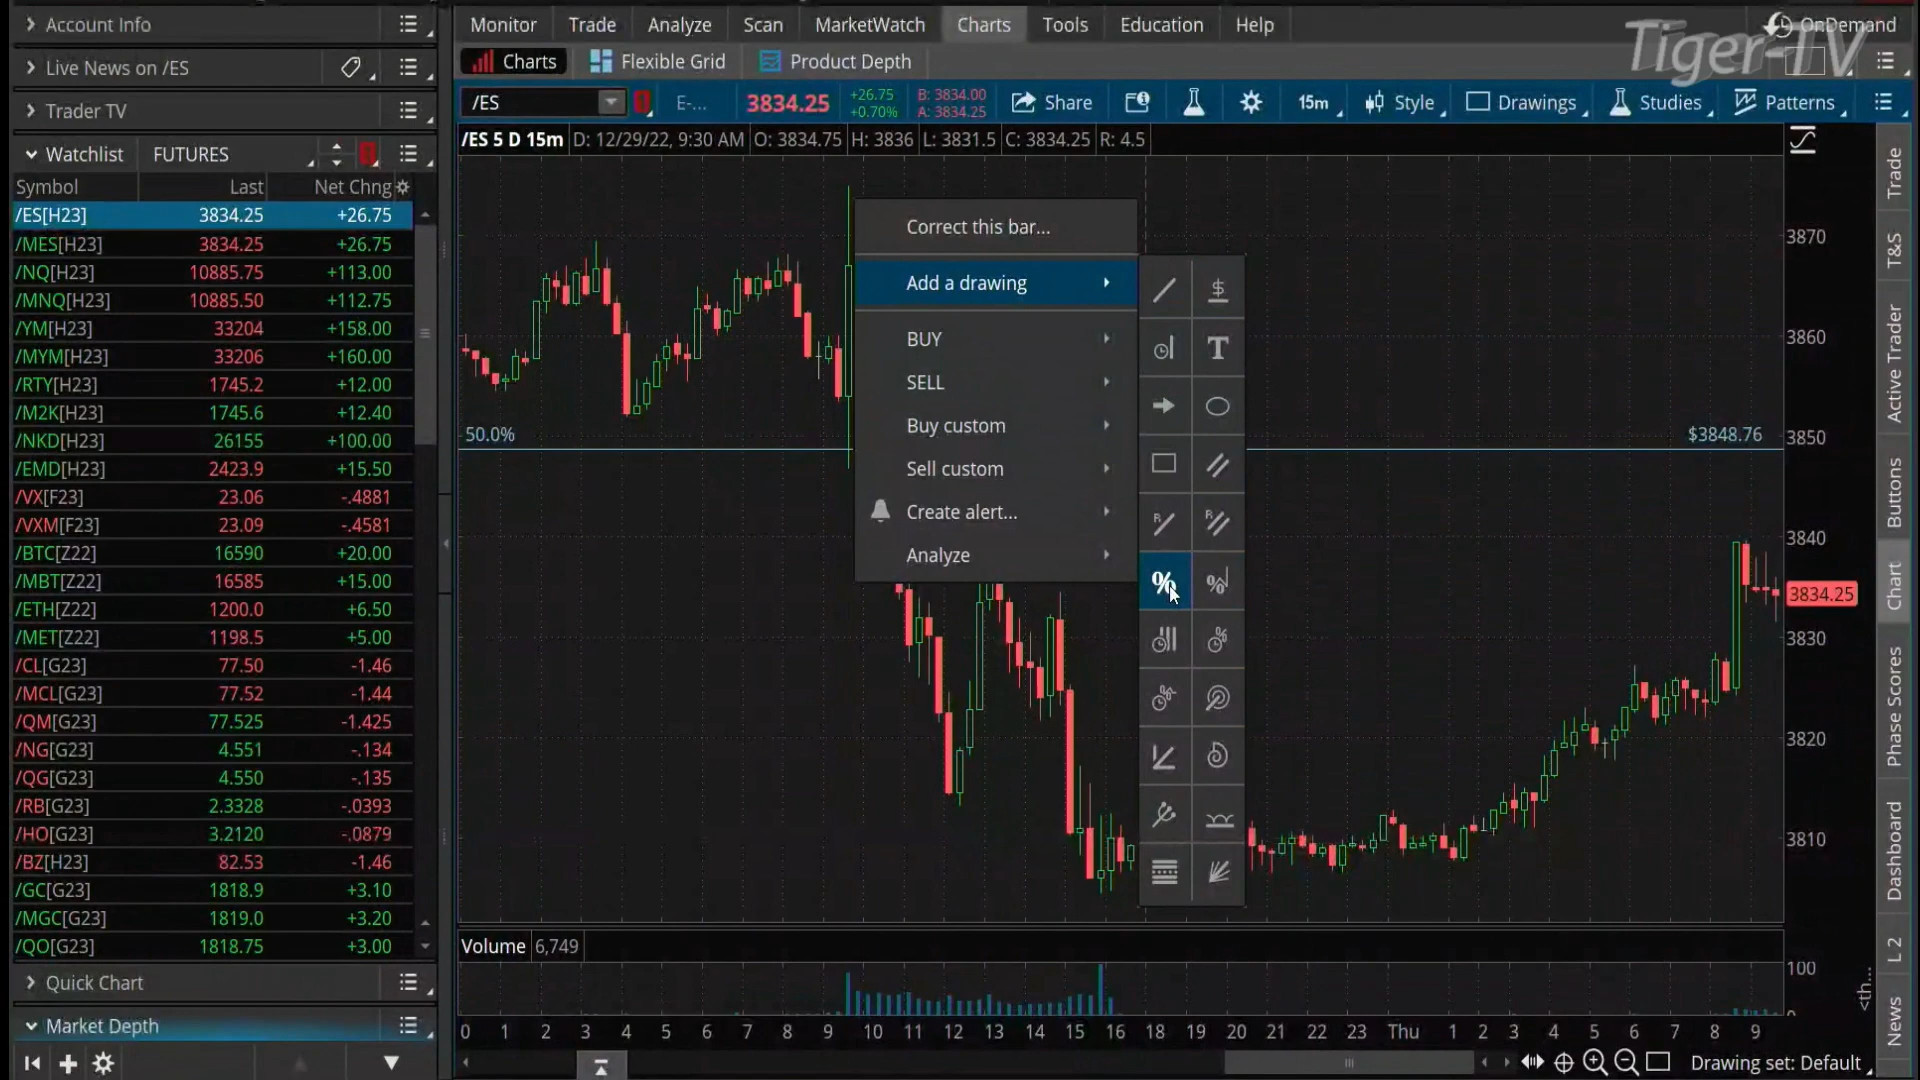 Account Info
Live News on /ES
Trader TV
Watchlist FUTURES
Symbol Last Net Chng
/ES[H23] 3834.25 +26.75
/MES[H23] 3834.25 +26.75
/NQ[H23] 10885.75 +113.00
/MNQ[H23] 10885.50 +112.75
/YM[H23] 33204 +158.00
/MYM[H23] 33206 +160.00
/RTY[H23] 1745.2 +12.00
/M2K[H23] 1745.6 +12.40
/NKD[H23] 26155 +100.00
/EMD[H23] 2423.9 +15.50
/VX[F23] 23.06 -.4881
/VXM[F23] 23.09 -.4581
/BTC[Z22] 16590 +20.00
/MBT[Z22] 16585 +15.00
/ETH[Z22] 1200.0 +6.50
/MET[Z22] 1198.5 +5.00
/CL[G23] 77.50 -1.46
/MCL[G23] 77.52 -1.44
/QM[G23] 77.525 -1.425
/NG[G23] 4.551 -.134
/QG[G23] 4.550 -.135
/RB[G23] 2.3328 -.0393
/HO[G23] 3.2120 -.0879
/BZ[H23] 82.53 -1.46
/GC[G23] 1818.9 +3.10
/MGC[G23] 1819.0 +3.20
/QO[G23] 1818.75 +3.00
Quick Chart
Market Depth
Monitor Trade Analyze Scan MarketWatch Charts Tools Education Help OnDemand
Tiger-TV
Charts Flexible Grid Product Depth
/ES E-... 3834.25 +26.75 +0.70% B: 3834.00 A: 3834.25 Share 15m Style Drawings Studies Patterns
/ES 5 D 15m D: 12/29/22, 9:30 AM O: 3834.75 H: 3836 L: 3831.5 C: 3834.25 R: 4.5
Correct this bar...
Add a drawing
BUY
SELL
Buy custom
Sell custom
Create alert...
Analyze
50.0% $3848.76
3870
3860
3850
3840
3834.25
3830
3820
3810
Volume 6,749
100
0
0 1 2 3 4 5 6 7 8 9 10 11 12 13 14 15 16 18 19 20 21 22 23 Thu 1 2 3 4 5 6 7 8 9
Drawing set: Default
Trade
T&S
Active Trader
Buttons
Chart
Phase Scores
Dashboard
L 2
News
<th...